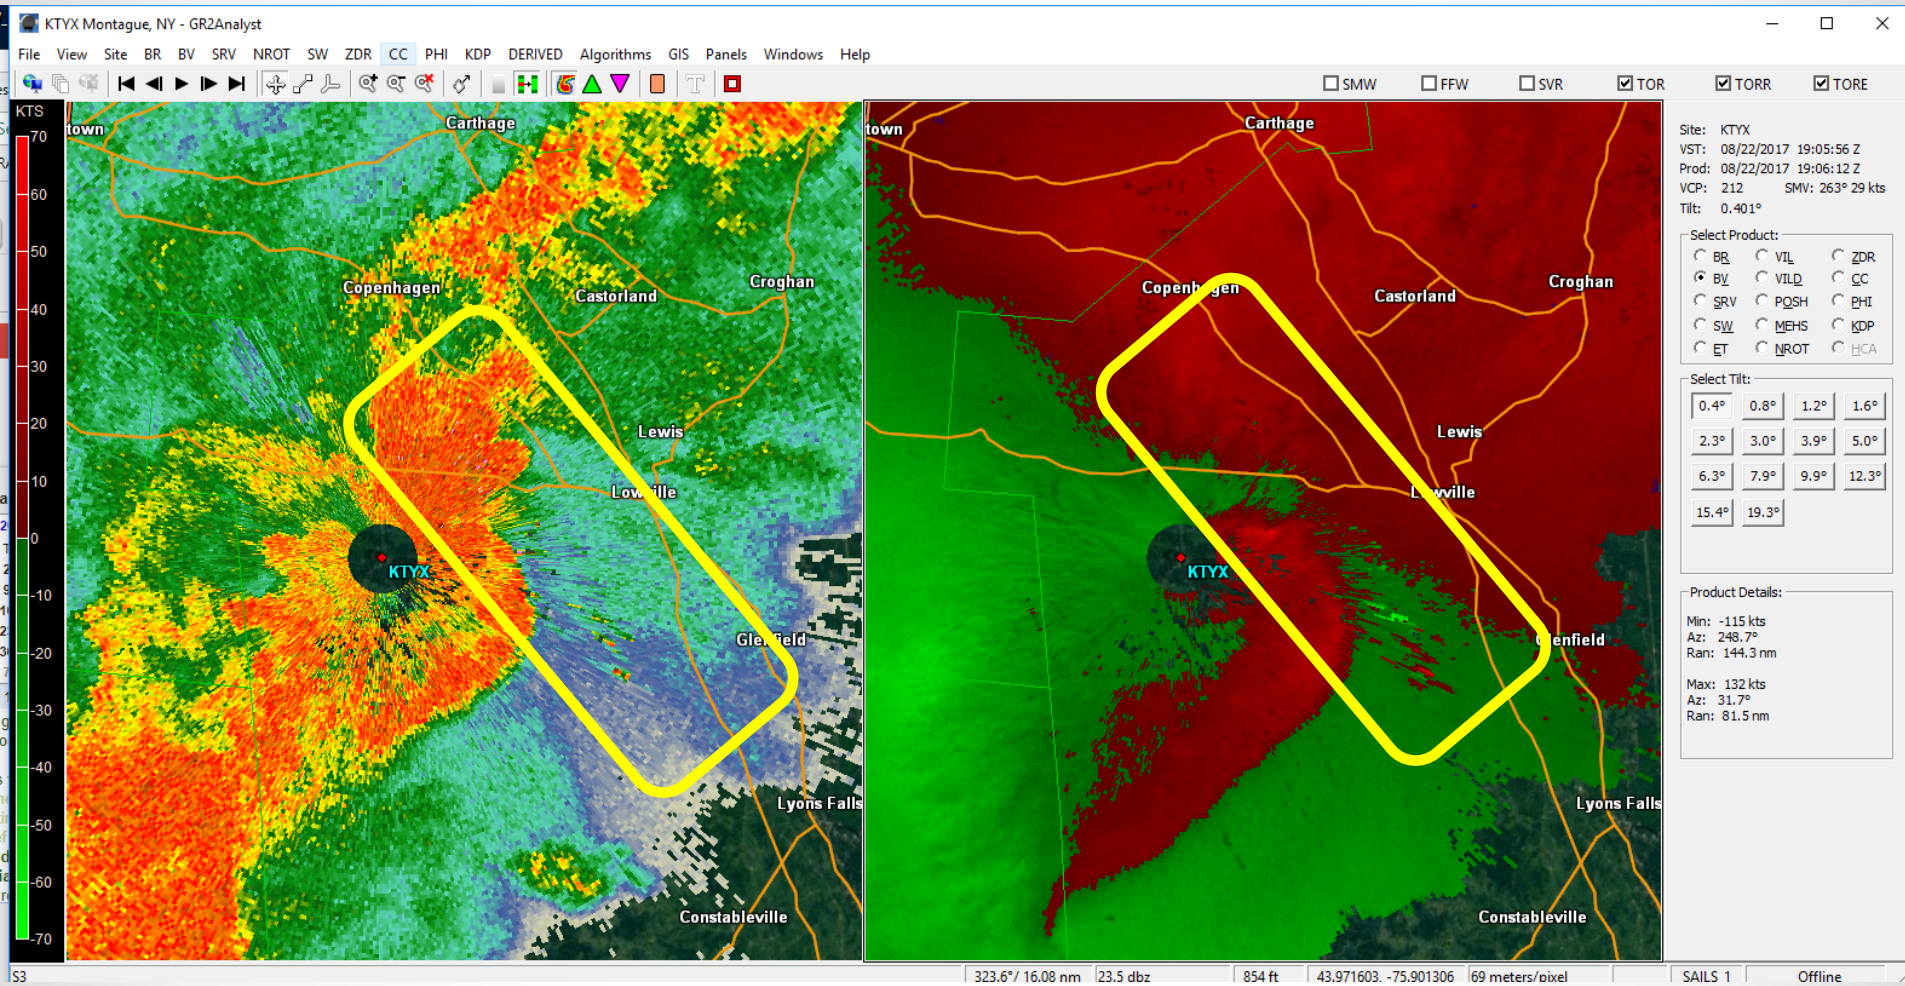 KTYX Montague, NY - GR2Analyst
File View Site BR BV SRV NROT SW ZDR CC PHI KDP DERIVED Algorithms GIS Panels Windows Help
SMW FFW SVR TOR TORR TORE
KTS
70
60
50
40
30
20
10
0
-10
-20
-30
-40
-50
-60
-70
town
Carthage
Copenhagen
Castorland
Croghan
Lewis
Lowville
KTYX
Glenfield
Lyons Falls
Constableville
town
Carthage
Copenhagen
Castorland
Croghan
Lewis
Lowville
KTYX
Glenfield
Lyons Falls
Constableville
Site: KTYX
VST: 08/22/2017 19:05:56 Z
Prod: 08/22/2017 19:06:12 Z
VCP: 212 SMV: 263° 29 kts
Tilt: 0.401°
Select Product:
BR VIL ZDR
BV VILD CC
SRV POSH PHI
SW MEHS KDP
ET NROT HCA
Select Tilt:
0.4° 0.8° 1.2° 1.6°
2.3° 3.0° 3.9° 5.0°
6.3° 7.9° 9.9° 12.3°
15.4° 19.3°
Product Details:
Min: -115 kts
Az: 248.7°
Ran: 144.3 nm
Max: 132 kts
Az: 31.7°
Ran: 81.5 nm
S3 323.6°/ 16.08 nm 23.5 dbz 854 ft 43.971603, -75.901306 69 meters/pixel SAILS 1 Offline